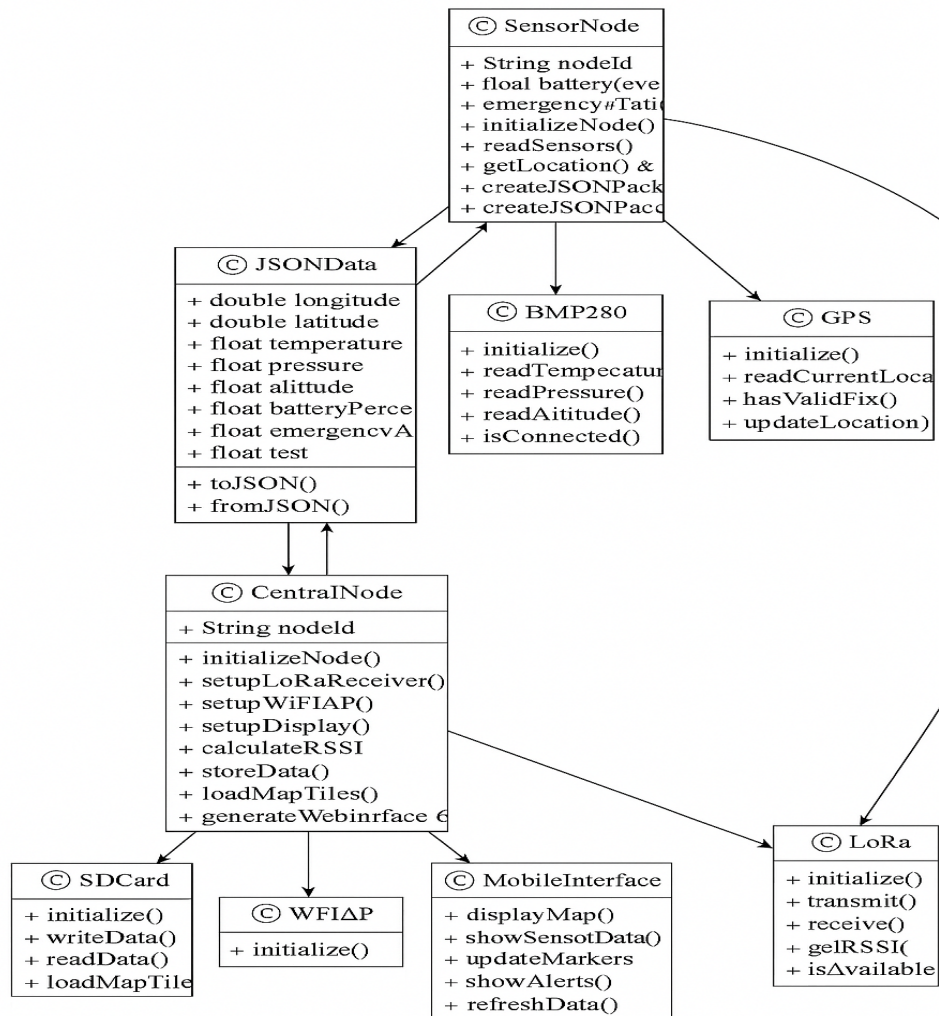 C SensorNode
+ String nodeId
+ floal battery(eve
+ emergency#Tati(
+ initializeNode()
+ readSensors()
+ getLocation() &
+ createJSONPack
+ createJSONPacc
C JSONData
+ double longitude
+ double latitude
+ float temperature
+ float pressure
+ float alittude
+ float batteryPerce
+ float emergencvA
+ float test
+ toJSON()
+ fromJSON()
C BMP280
+ initialize()
+ readTempecatur
+ readPressure()
+ readAititude()
+ isConnected()
C GPS
+ initialize()
+ readCurrentLoca
+ hasValidFix()
+ updateLocation)
C CentraINode
+ String nodeId
+ initializeNode()
+ setupLoRaReceiver()
+ setupWiFIAP()
+ setupDisplay()
+ calculateRSSI
+ storeData()
+ loadMapTiles()
+ generateWebinrface 6
C SDCard
+ initialize()
+ writeData()
+ readData()
+ loadMapTile
C WFIΔP
+ initialize()
C MobileInterface
+ displayMap()
+ showSensotData()
+ updateMarkers
+ showAlerts()
+ refreshData()
C LoRa
+ initialize()
+ transmit()
+ receive()
+ gelRSSI(
+ isΔvailable